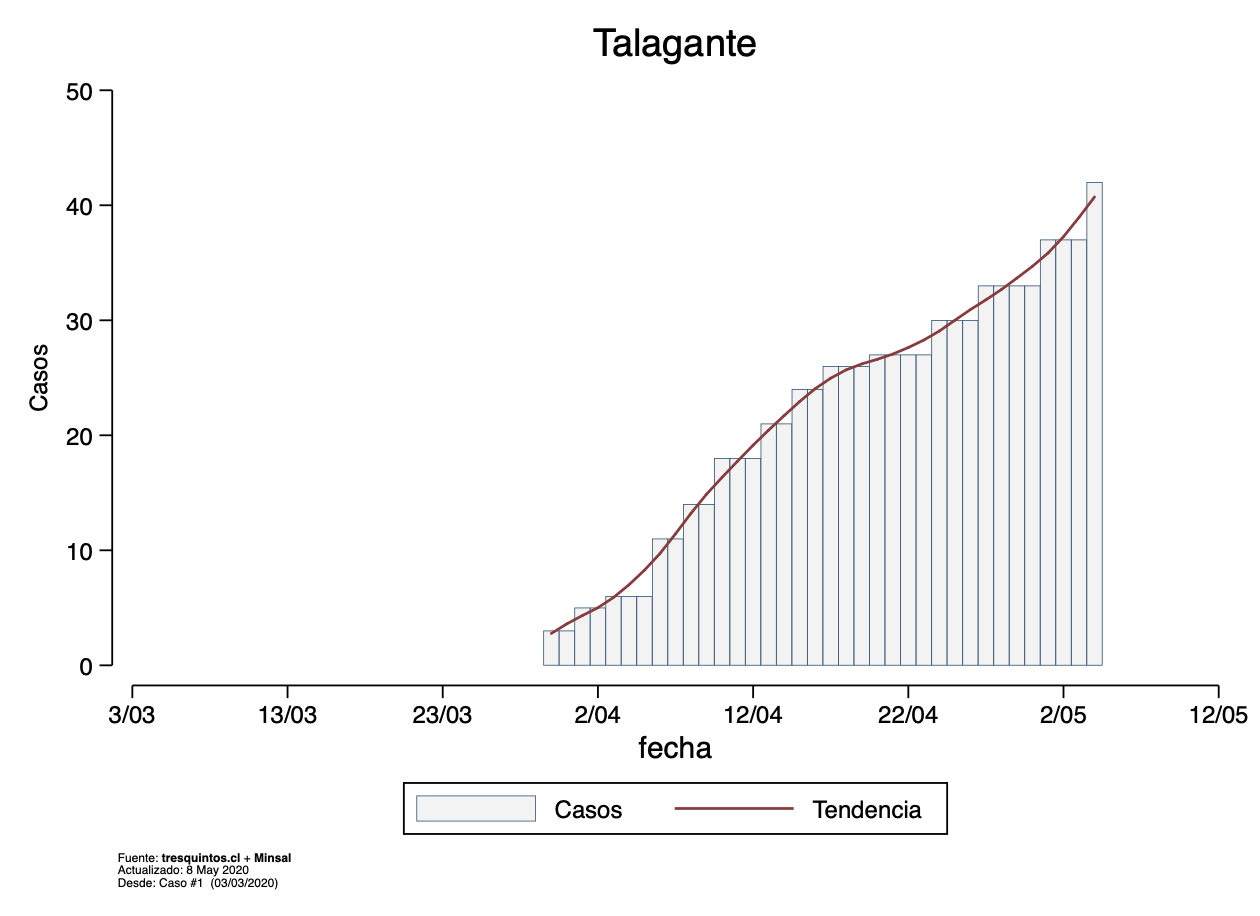 Talagante
50
40
30
20
10
0
Casos
3/03 13/03 23/03 2/04 12/04 22/04 2/05 12/05
fecha
Casos Tendencia
Fuente: tresquintos.cl + Minsal
Actualizado: 8 May 2020
Desde: Caso #1 (03/03/2020)